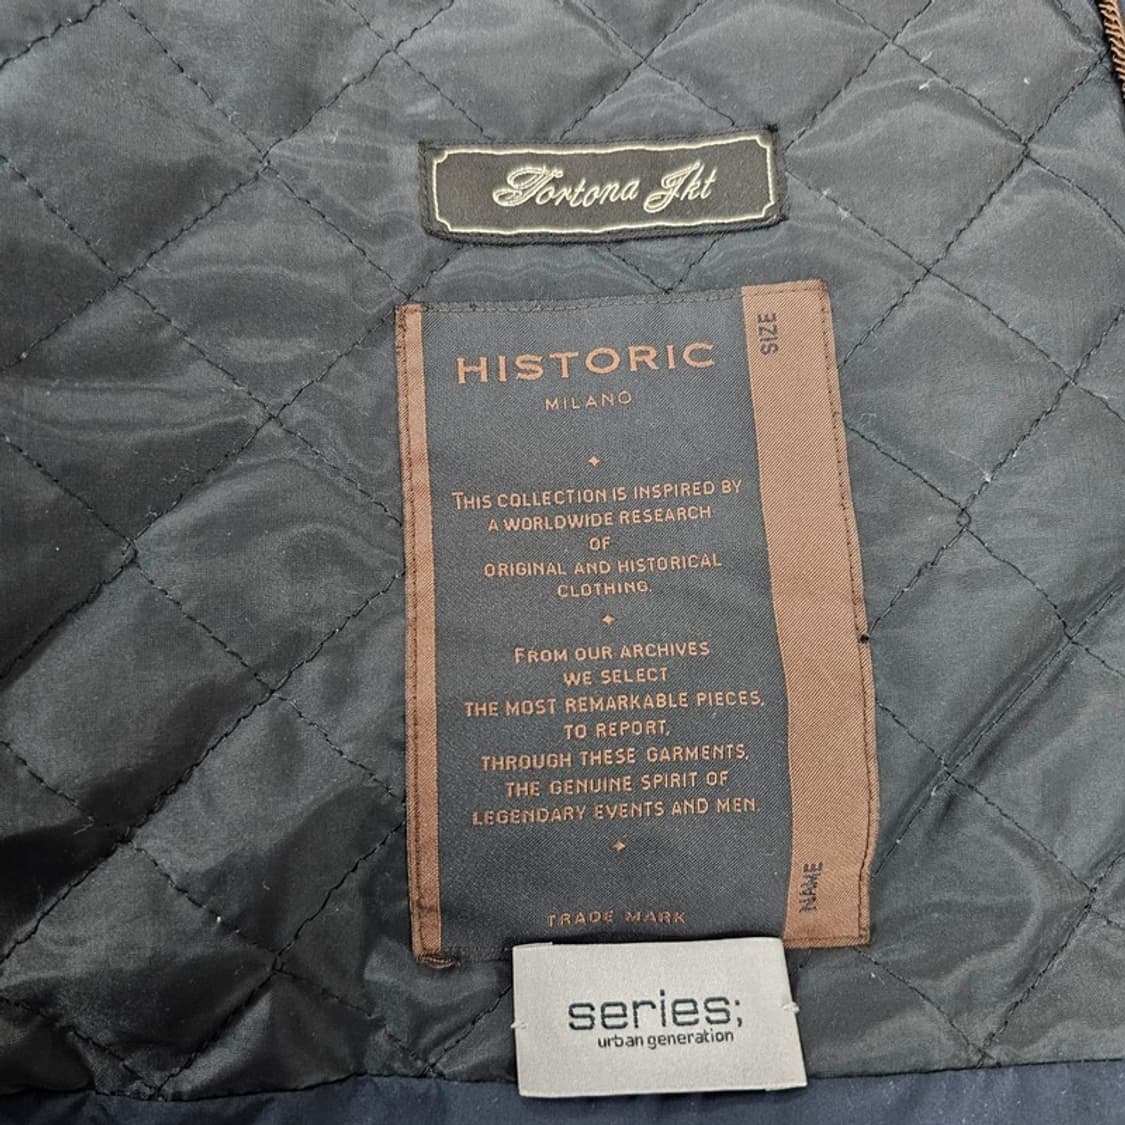 Tortona Jkt
HISTORIC
MILANO
SIZE
THIS COLLECTION IS INSPIRED BY
A WORLDWIDE RESEARCH
OF
ORIGINAL AND HISTORICAL
CLOTHING.
FROM OUR ARCHIVES
WE SELECT
THE MOST REMARKABLE PIECES,
TO REPORT,
THROUGH THESE GARMENTS,
THE GENUINE SPIRIT OF
LEGENDARY EVENTS AND MEN.
NAME
TRADE MARK
series;
urban generation